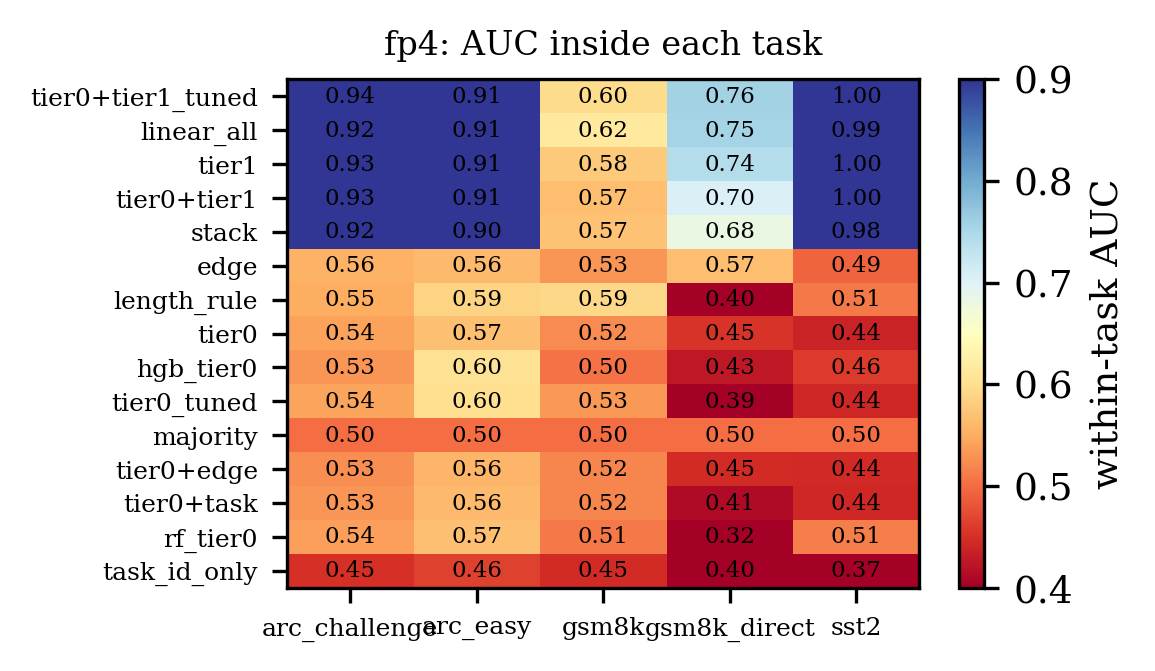 fp4: AUC inside each task
tier0+tier1_tuned 0.94 0.91 0.60 0.76 1.00
linear_all 0.92 0.91 0.62 0.75 0.99
tier1 0.93 0.91 0.58 0.74 1.00
tier0+tier1 0.93 0.91 0.57 0.70 1.00
stack 0.92 0.90 0.57 0.68 0.98
edge 0.56 0.56 0.53 0.57 0.49
length_rule 0.55 0.59 0.59 0.40 0.51
tier0 0.54 0.57 0.52 0.45 0.44
hgb_tier0 0.53 0.60 0.50 0.43 0.46
tier0_tuned 0.54 0.60 0.53 0.39 0.44
majority 0.50 0.50 0.50 0.50 0.50
tier0+edge 0.53 0.56 0.52 0.45 0.44
tier0+task 0.53 0.56 0.52 0.41 0.44
rf_tier0 0.54 0.57 0.51 0.32 0.51
task_id_only 0.45 0.46 0.45 0.40 0.37
arc_challenge arc_easy gsm8k gsm8k_direct sst2
0.9
0.8
0.7
0.6
0.5
0.4
within-task AUC